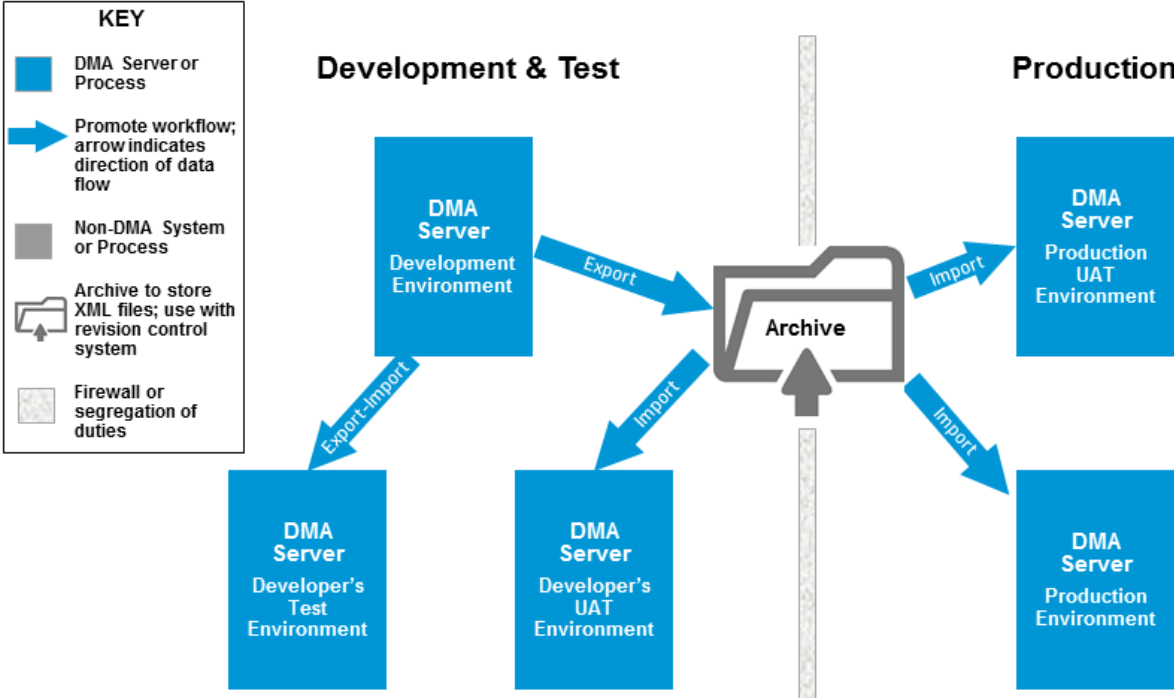 KEY
DMA Server or
Process
Promote workflow;
arrow indicates
direction of data
flow
Non-DMA System
or Process
Archive to store
XML files; use with
revision control
system
Firewall or
segregation of
duties
Development & Test
Production
DMA
Server
Development
Environment
Export
Archive
Import
DMA
Server
Production
UAT
Environment
Export-Import
Import
Import
DMA
Server
Developer’s
Test
Environment
DMA
Server
Developer’s
UAT
Environment
DMA
Server
Production
Environment